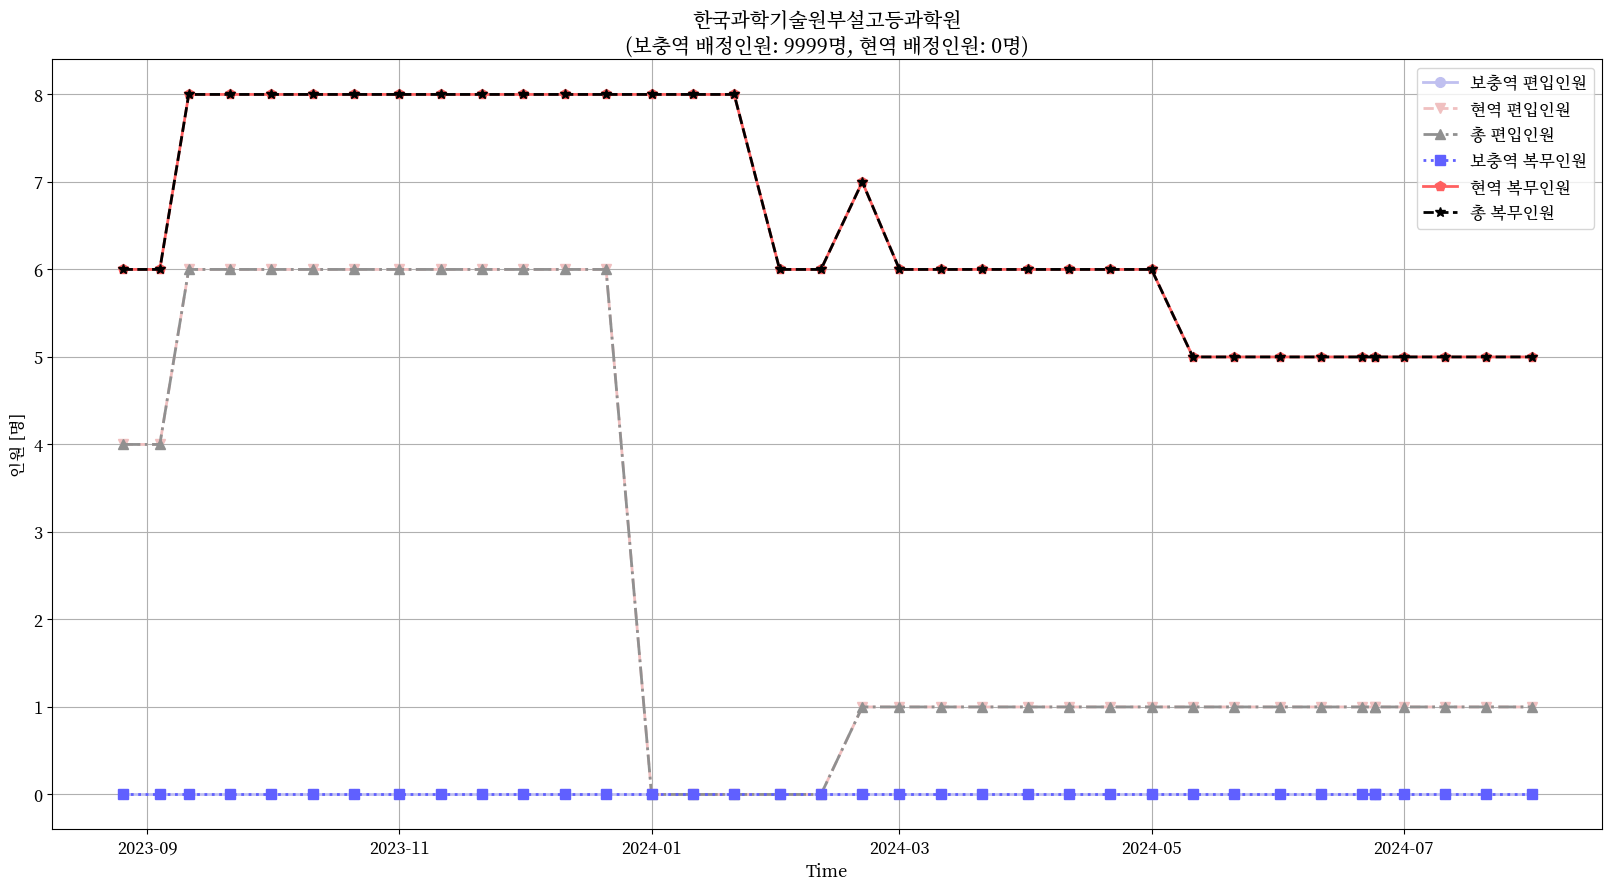 한국과학기술원부설고등과학원
(보충역 배정인원: 9999명, 현역 배정인원: 0명)
보충역 편입인원
현역 편입인원
총 편입인원
보충역 복무인원
현역 복무인원
총 복무인원
인원 [명]
8
7
6
5
4
3
2
1
0
2023-09 2023-11 2024-01 2024-03 2024-05 2024-07
Time